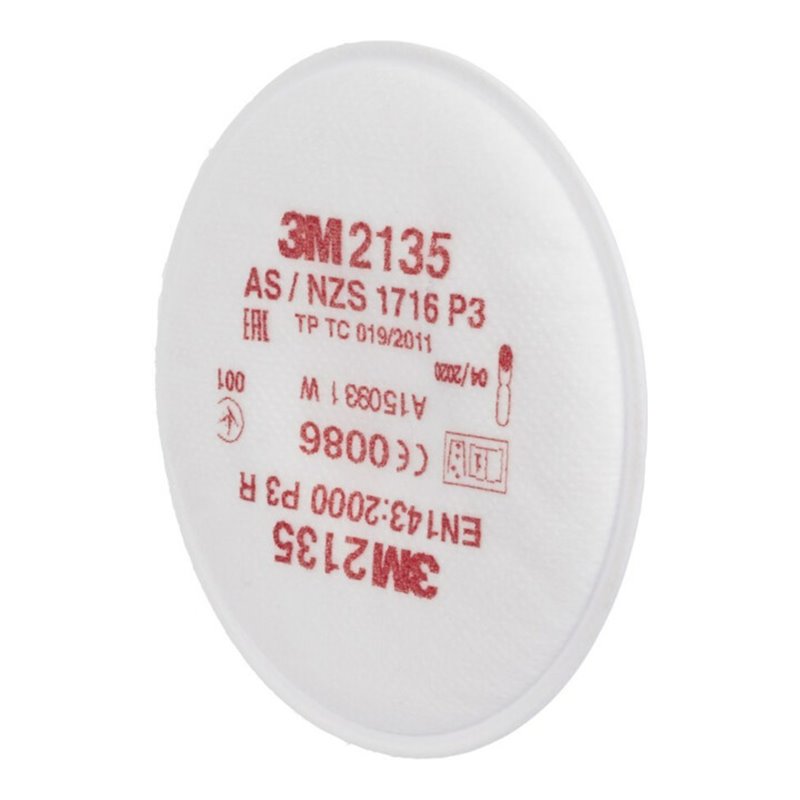 3M 2135
AS / NZS 1716 P3
EAC
TP TC 019/2011
04/2020
001
A15093 1 W
CE 0086
EN143:2000 P3 R
3M 2135